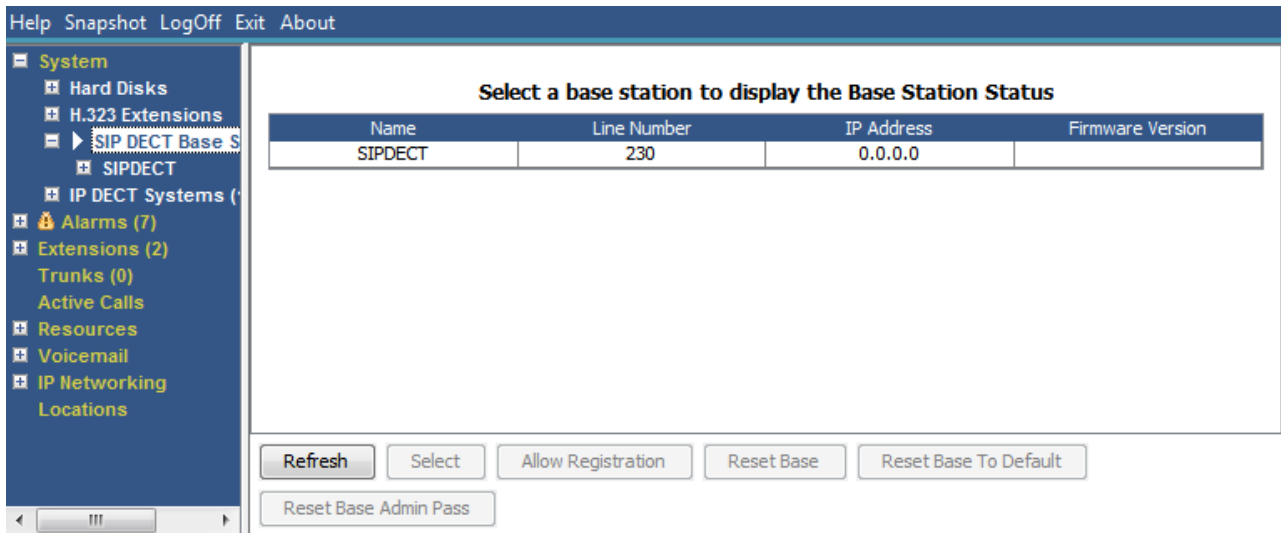 Help Snapshot LogOff Exit About
System
Hard Disks
H.323 Extensions
SIP DECT Base S
SIPDECT
IP DECT Systems (
Alarms (7)
Extensions (2)
Trunks (0)
Active Calls
Resources
Voicemail
IP Networking
Locations
Select a base station to display the Base Station Status
Name Line Number IP Address Firmware Version
SIPDECT 230 0.0.0.0
Refresh Select Allow Registration Reset Base Reset Base To Default
Reset Base Admin Pass